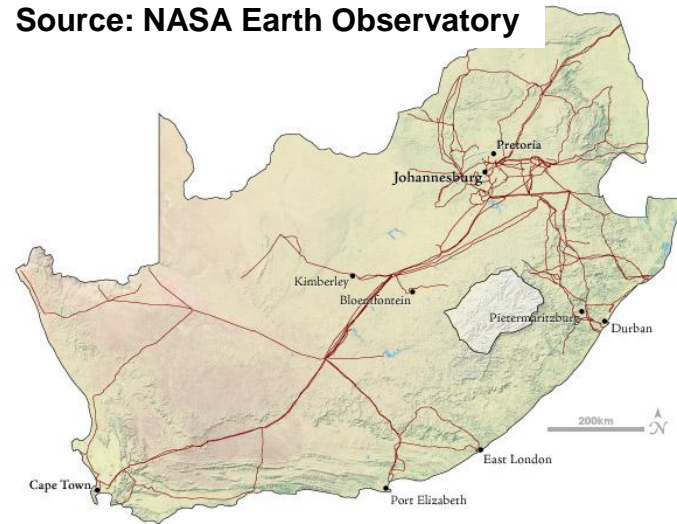 Source: NASA Earth Observatory
Pretoria
Johannesburg
Kimberley
Bloemfontein
Pietermaritzburg
Durban
200km
N
East London
Cape Town
Port Elizabeth